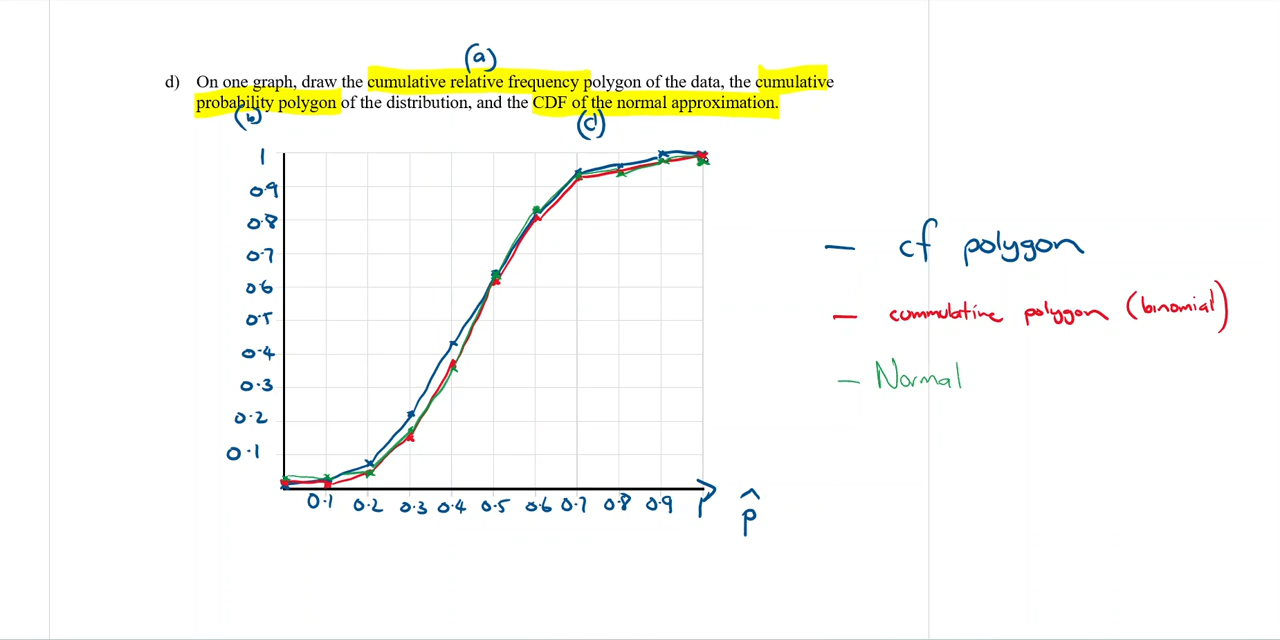 (a)
d) On one graph, draw the cumulative relative frequency polygon of the data, the cumulative
probability polygon of the distribution, and the CDF of the normal approximation.
(b)
(d)
1
0.9
0.8
0.7
0.6
0.5
0.4
0.3
0.2
0.1
0.1 0.2 0.3 0.4 0.5 0.6 0.7 0.8 0.9 1
p̂
— cf polygon
— commulative polygon (binomial)
— Normal